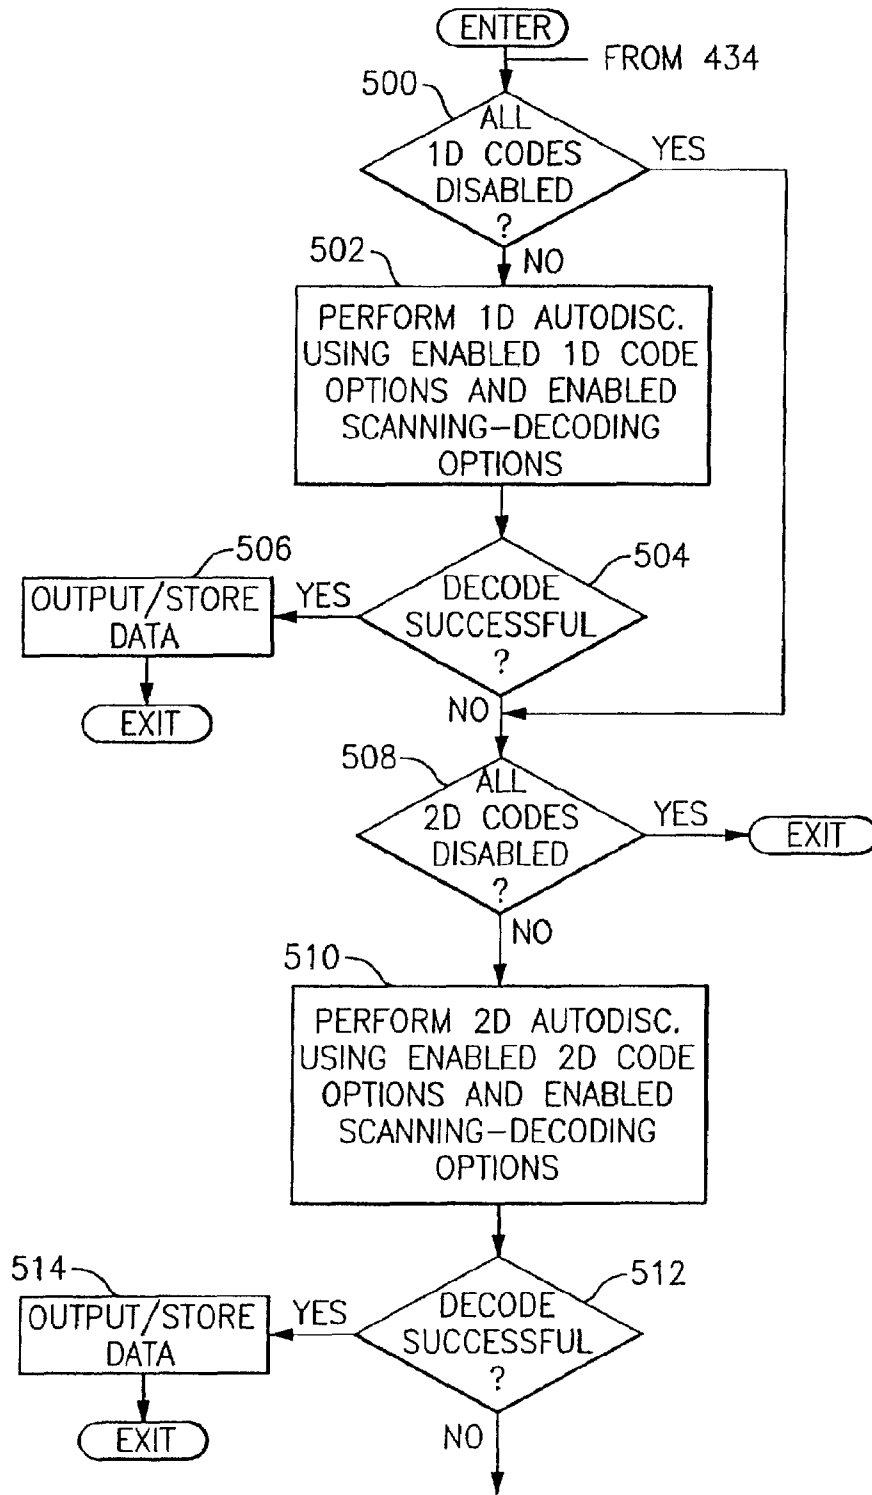 ENTER
FROM 434
500
ALL
1D CODES
DISABLED
?
YES
NO
502
PERFORM 1D AUTODISC.
USING ENABLED 1D CODE
OPTIONS AND ENABLED
SCANNING-DECODING
OPTIONS
504
DECODE
SUCCESSFUL
?
YES
506
OUTPUT/STORE
DATA
EXIT
NO
508
ALL
2D CODES
DISABLED
?
YES
EXIT
NO
510
PERFORM 2D AUTODISC.
USING ENABLED 2D CODE
OPTIONS AND ENABLED
SCANNING-DECODING
OPTIONS
512
DECODE
SUCCESSFUL
?
YES
514
OUTPUT/STORE
DATA
EXIT
NO